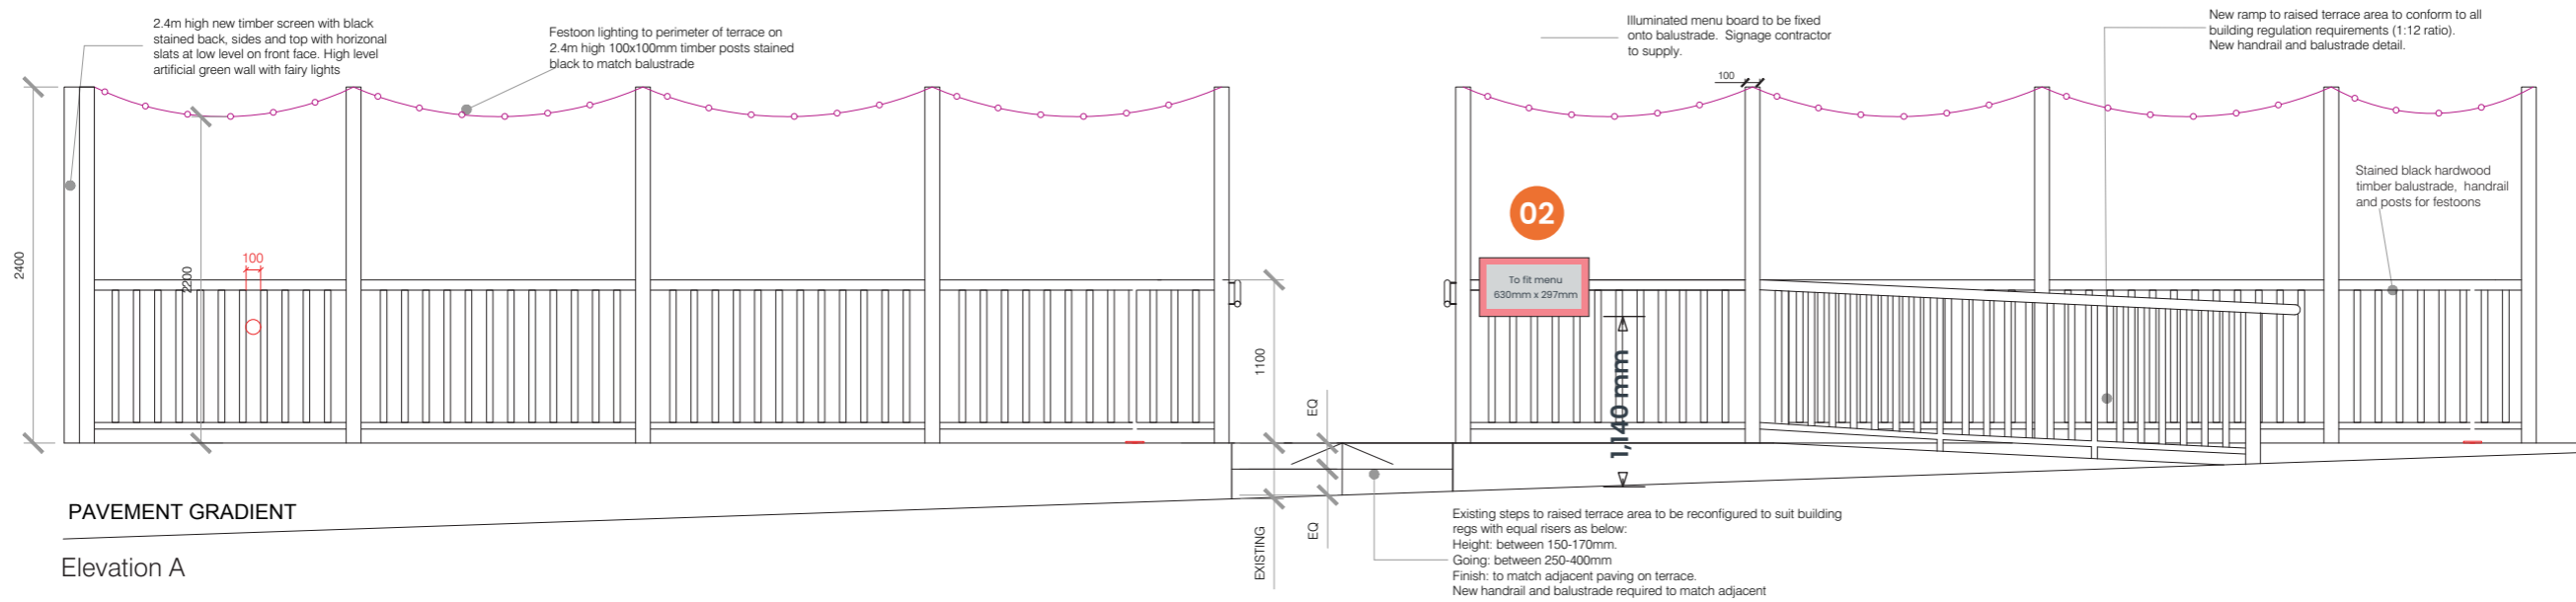 2.4m high new timber screen with black
stained back, sides and top with horizonal
slats at low level on front face. High level
artificial green wall with fairy lights
Festoon lighting to perimeter of terrace on
2.4m high 100x100mm timber posts stained
black to match balustrade
Illuminated menu board to be fixed
onto balustrade. Signage contractor
to supply.
New ramp to raised terrace area to conform to all
building regulation requirements (1:12 ratio).
New handrail and balustrade detail.
100
Stained black hardwood
timber balustrade, handrail
and posts for festoons
02
2400
2200
100
To fit menu
630mm x 297mm
1100
1,140 mm
EQ
EQ
EXISTING
PAVEMENT GRADIENT
Elevation A
Existing steps to raised terrace area to be reconfigured to suit building
regs with equal risers as below:
Height: between 150-170mm.
Going: between 250-400mm
Finish: to match adjacent paving on terrace.
New handrail and balustrade required to match adjacent